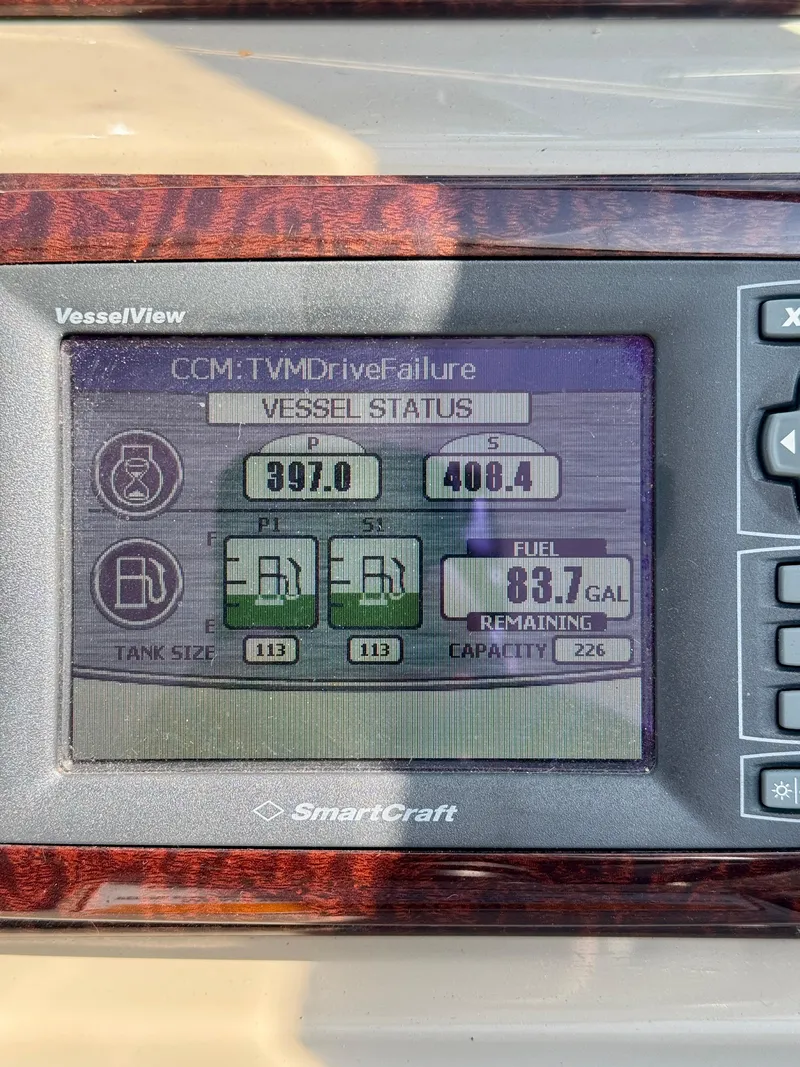 VesselView
X
CCM:TVMDriveFailure
VESSEL STATUS
P S
397.0 408.4
P1 S1
F
FUEL
83.7 GAL
E REMAINING
TANK SIZE 113 113 CAPACITY 226
SmartCraft